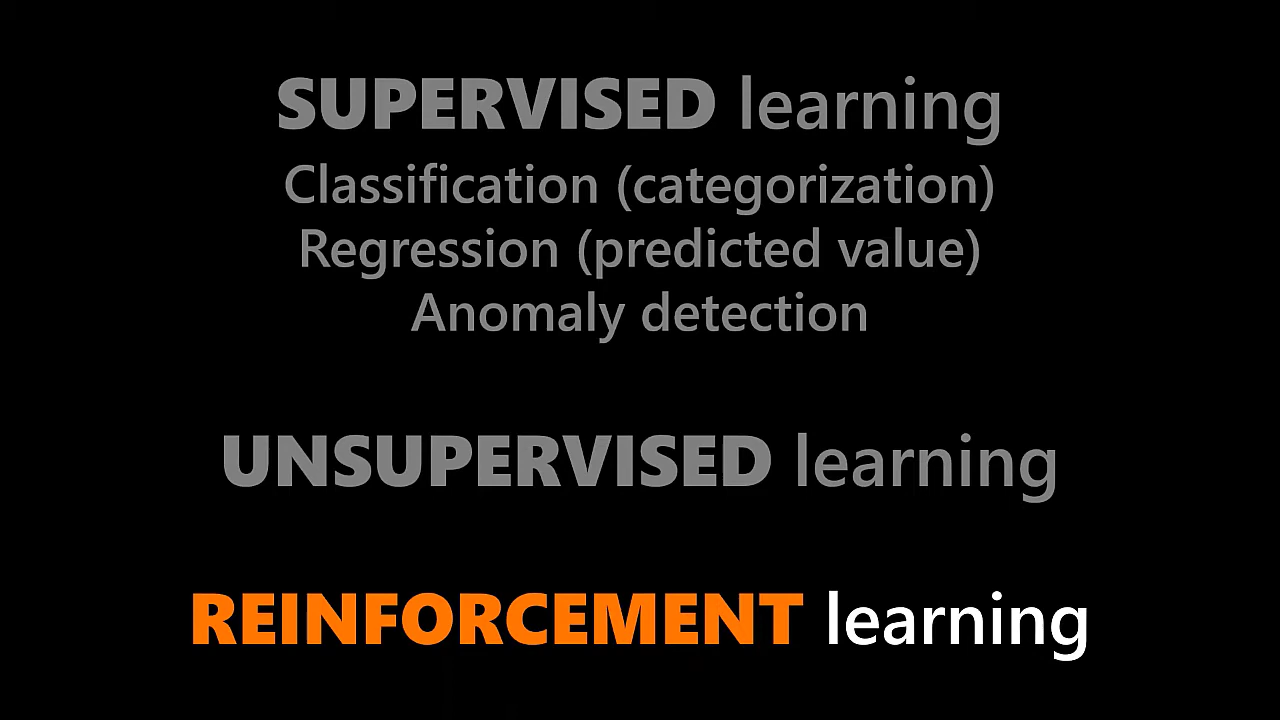 SUPERVISED learning
Classification (categorization)
Regression (predicted value)
Anomaly detection
UNSUPERVISED learning
REINFORCEMENT learning